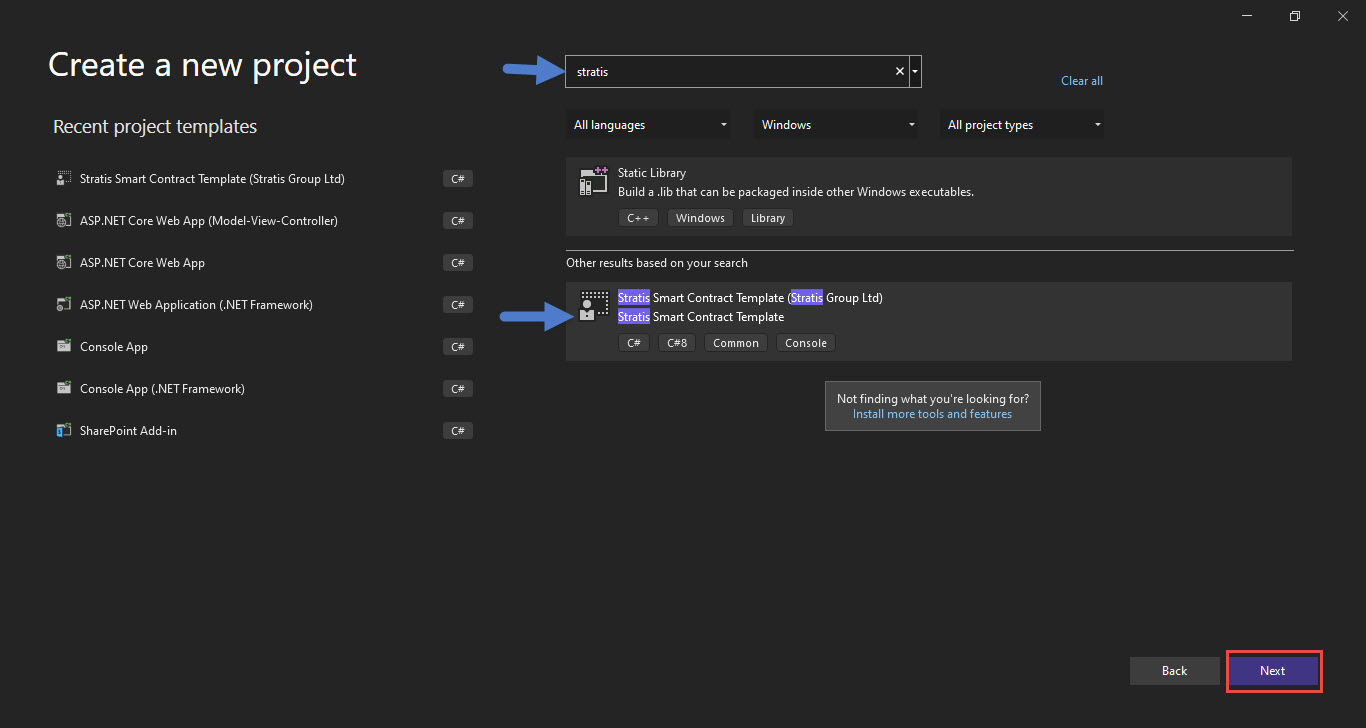 Create a new project
Recent project templates
Stratis Smart Contract Template (Stratis Group Ltd) C#
ASP.NET Core Web App (Model-View-Controller) C#
ASP.NET Core Web App C#
ASP.NET Web Application (.NET Framework) C#
Console App C#
Console App (.NET Framework) C#
SharePoint Add-in C#
stratis
Clear all
All languages Windows All project types
Static Library
Build a .lib that can be packaged inside other Windows executables.
C++ Windows Library
Other results based on your search
Stratis Smart Contract Template (Stratis Group Ltd)
Stratis Smart Contract Template
C# C#8 Common Console
Not finding what you're looking for?
Install more tools and features
Back Next